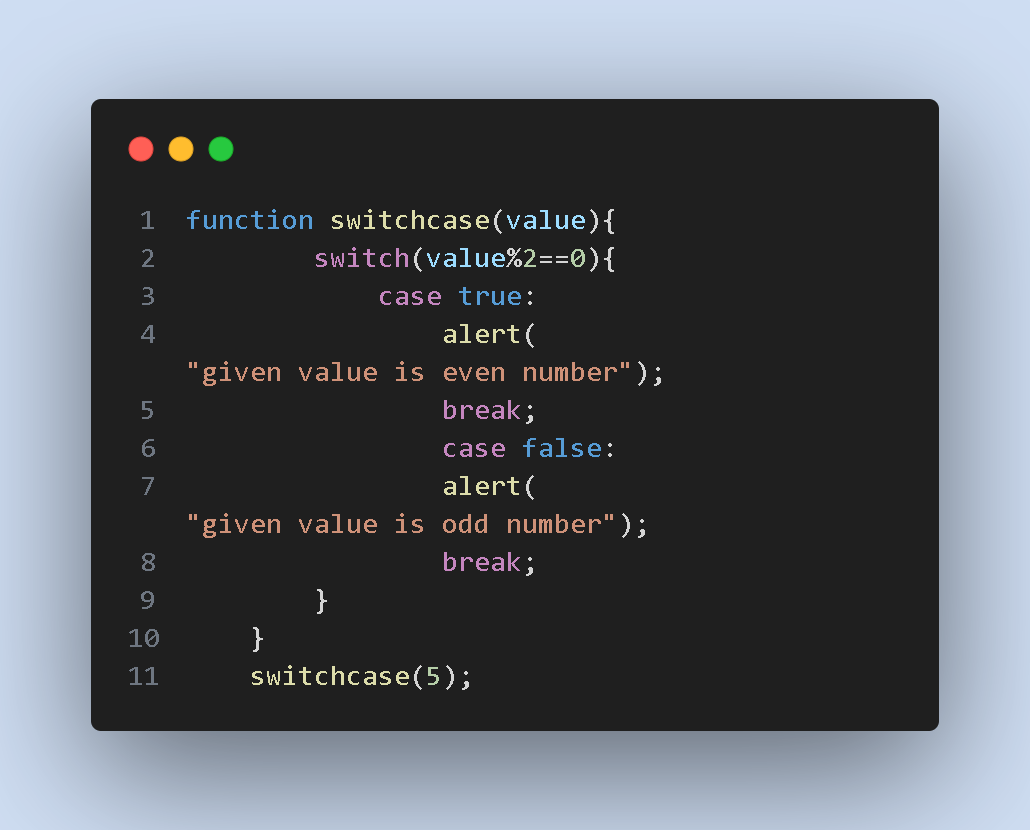 1 function switchcase(value){
2         switch(value%2==0){
3             case true:
4                 alert(
"given value is even number");
5                 break;
6                 case false:
7                 alert(
"given value is odd number");
8                 break;
9         }
10     }
11     switchcase(5);